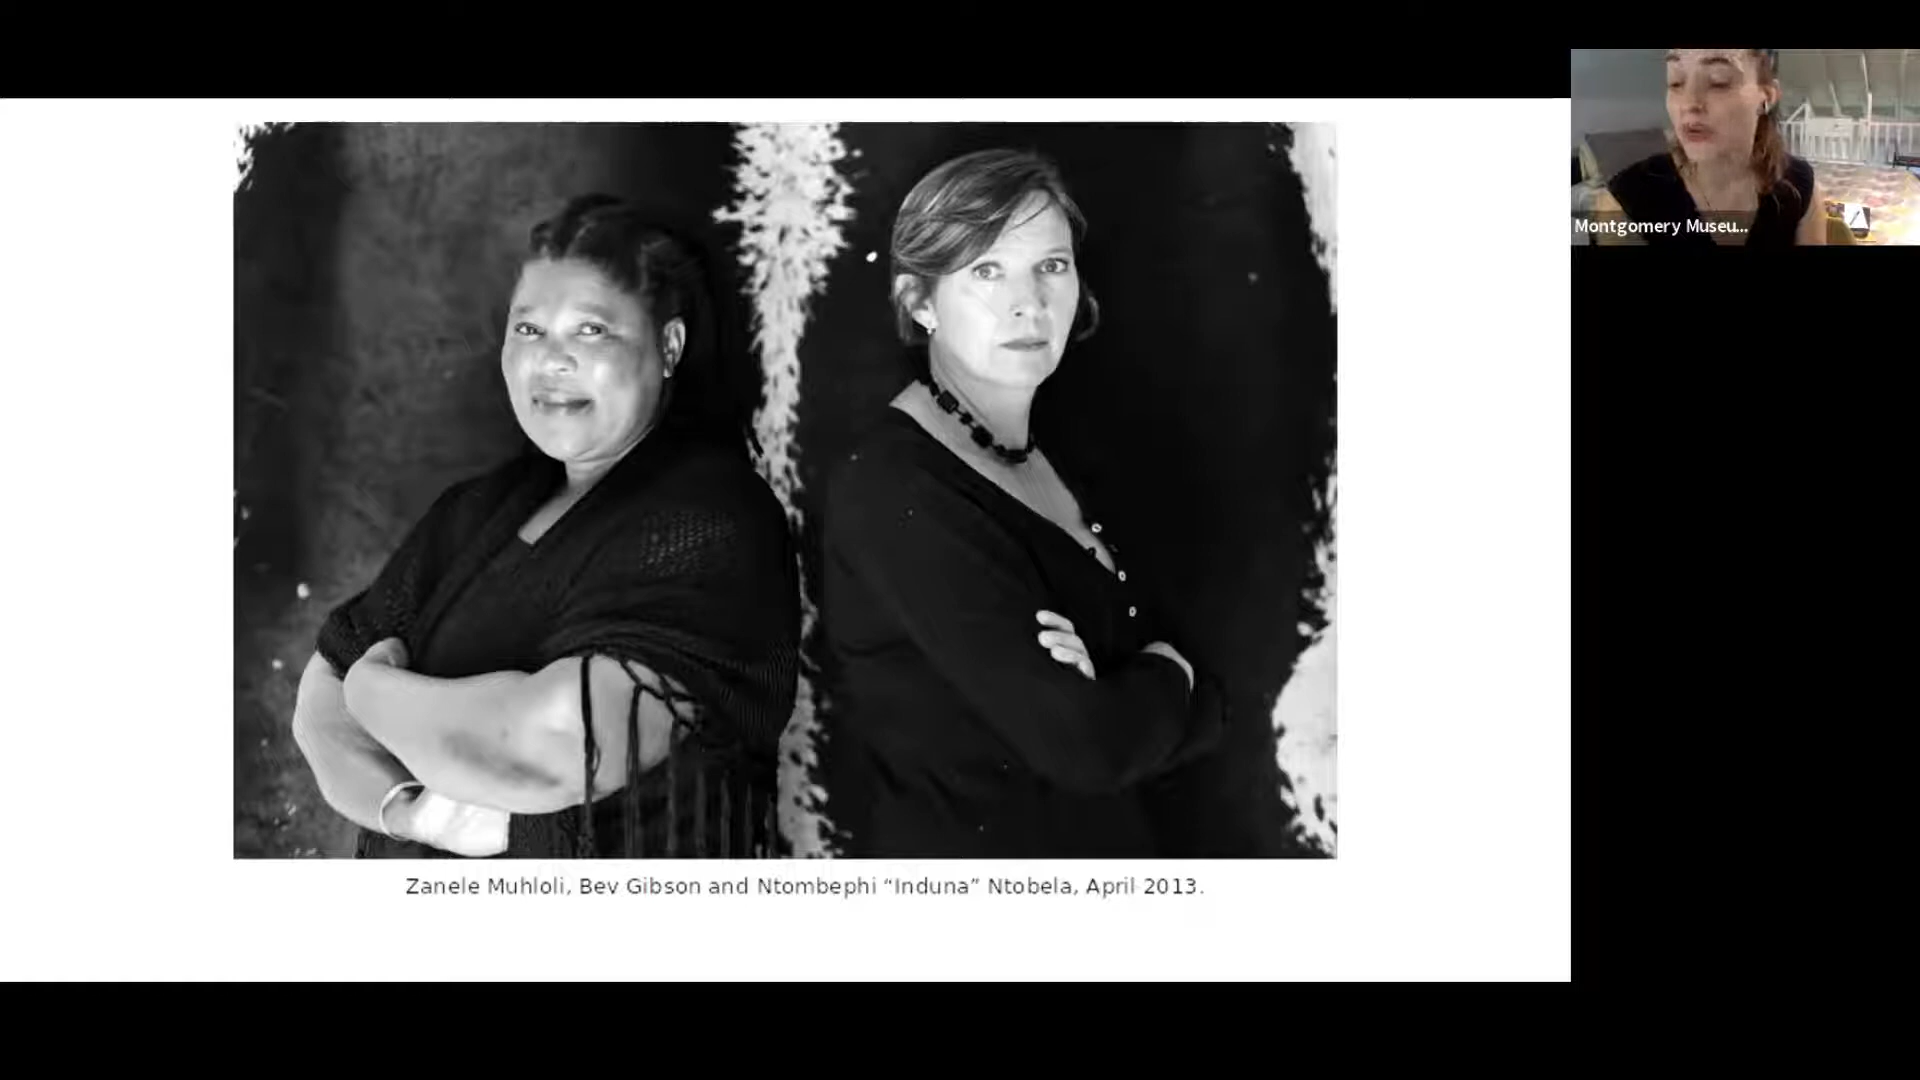 Montgomery Museu...
Zanele Muhloli, Bev Gibson and Ntombephi “Induna” Ntobela, April 2013.